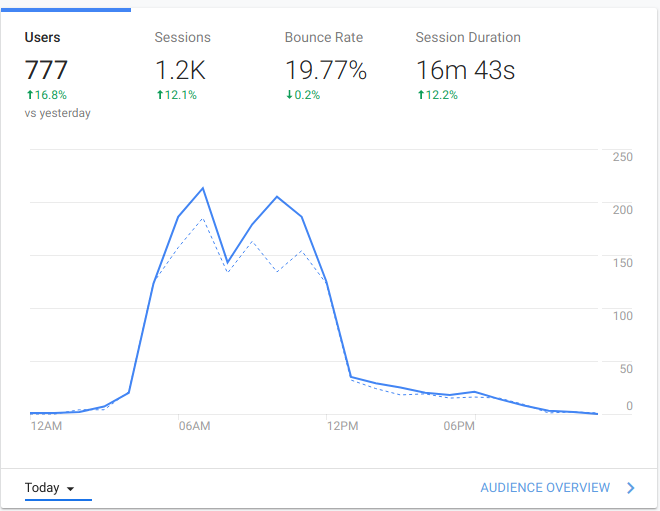 Users Sessions Bounce Rate Session Duration
777 1.2K 19.77% 16m 43s
↑16.8% ↑12.1% ↓0.2% ↑12.2%
vs yesterday
250
200
150
100
50
0
12AM 06AM 12PM 06PM
Today AUDIENCE OVERVIEW